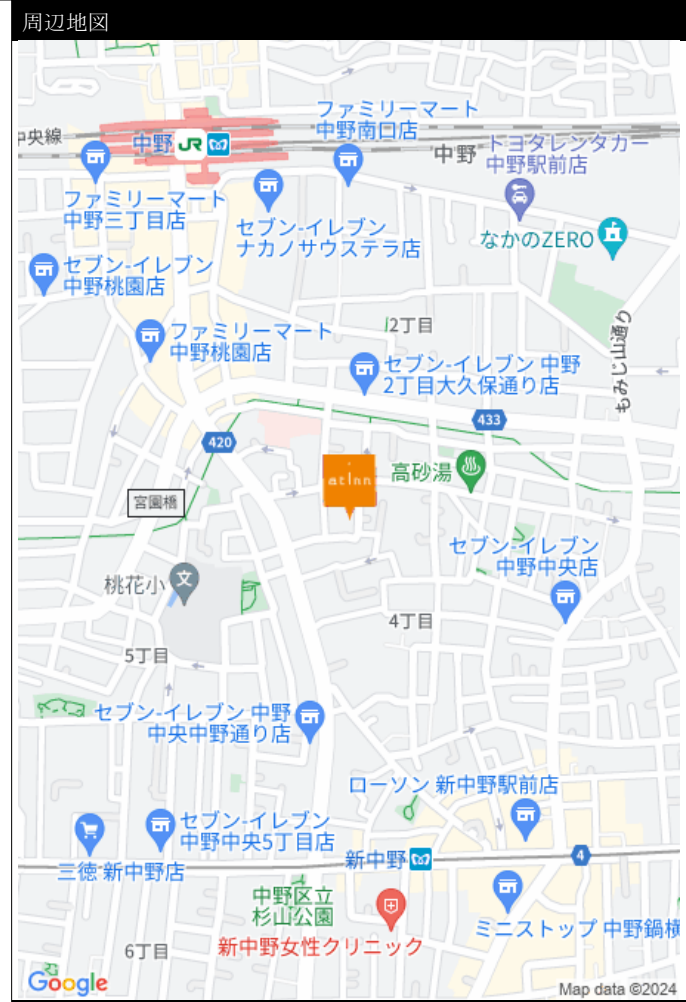 周辺地図
ファミリーマート
中野南口店
中央線
中野
JR
中野
トヨタレンタカー
中野駅前店
ファミリーマート
中野三丁目店
セブン-イレブン
ナカノサウステラ店
なかのZERO
セブン-イレブン
中野桃園店
2丁目
もみじ山通り
ファミリーマート
中野桃園店
セブン-イレブン 中野
2丁目大久保通り店
433
420
at Inn
高砂湯
宮園橋
セブン-イレブン
中野中央店
桃花小
文
4丁目
5丁目
セブン-イレブン 中野
中央中野通り店
ローソン 新中野駅前店
セブン-イレブン
中野中央5丁目店
三徳 新中野店
新中野
4
中野区立
杉山公園
ミニストップ 中野鍋横
新中野女性クリニック
6丁目
Google
Map data ©2024